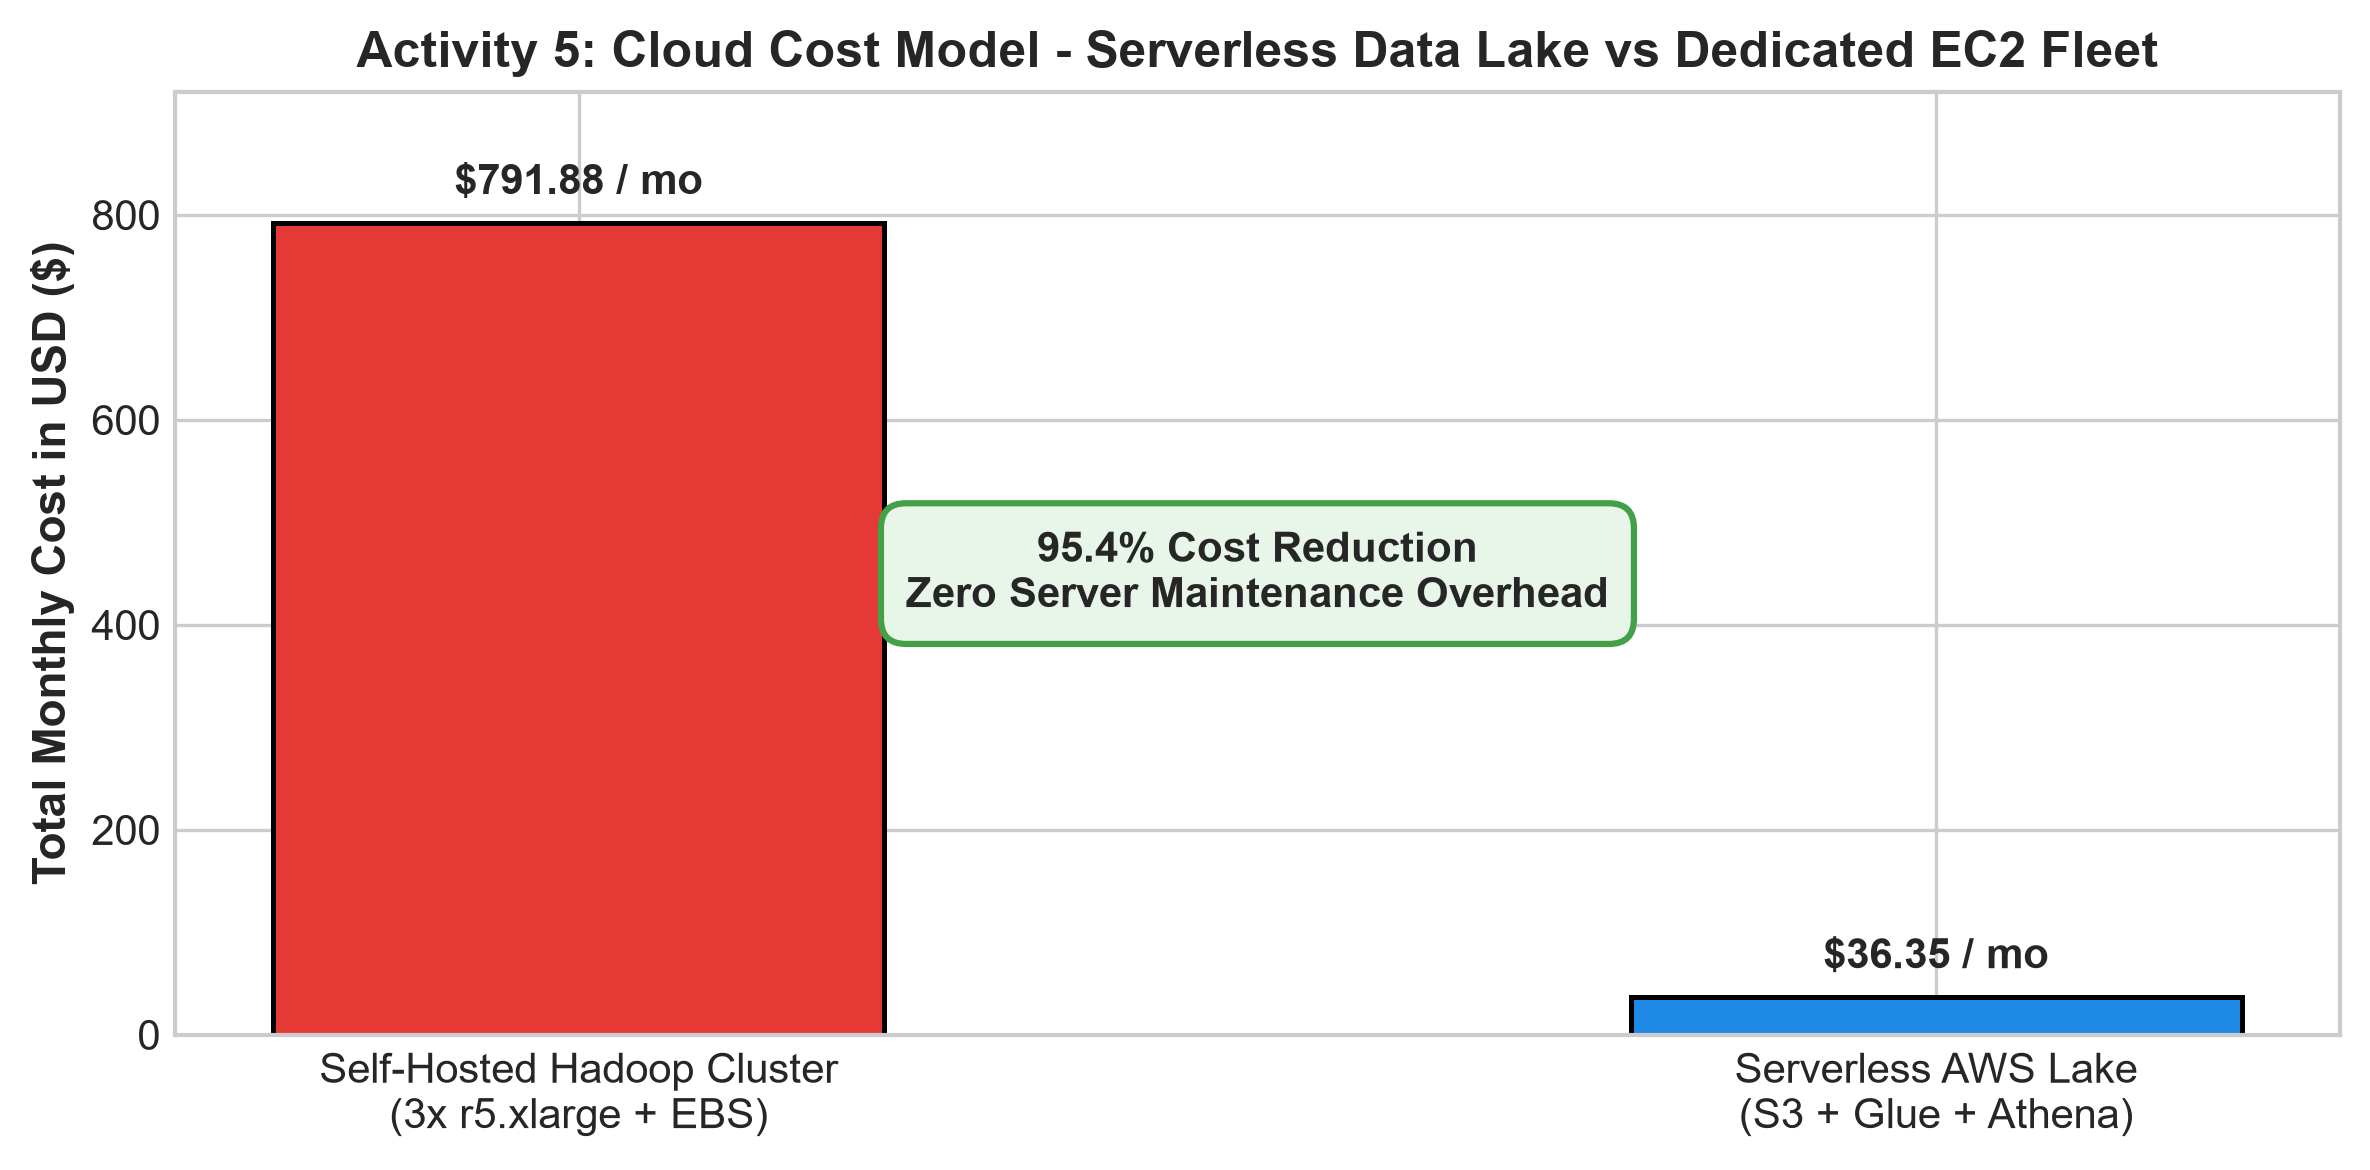 Activity 5: Cloud Cost Model - Serverless Data Lake vs Dedicated EC2 Fleet
Total Monthly Cost in USD ($)
800
600
400
200
0
$791.88 / mo
95.4% Cost Reduction
Zero Server Maintenance Overhead
$36.35 / mo
Self-Hosted Hadoop Cluster
(3x r5.xlarge + EBS)
Serverless AWS Lake
(S3 + Glue + Athena)